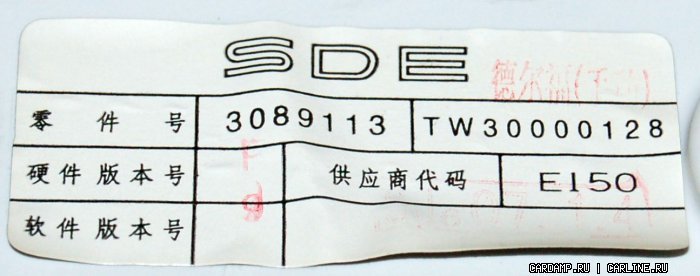 SDE
零件号 3089113 TW30000128
硬件版本号 供应商代码 E150
软件版本号
CARDAMP.RU | CARLINE.RU